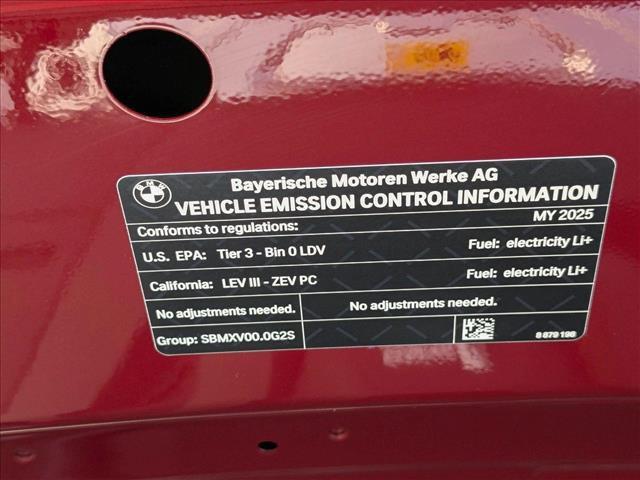 BMW
Bayerische Motoren Werke AG
VEHICLE EMISSION CONTROL INFORMATION
Conforms to regulations: MY 2025
U.S. EPA: Tier 3 - Bin 0 LDV Fuel: electricity Li+
California: LEV III - ZEV PC Fuel: electricity Li+
No adjustments needed. No adjustments needed.
Group: SBMXV00.0G2S 8 879 198